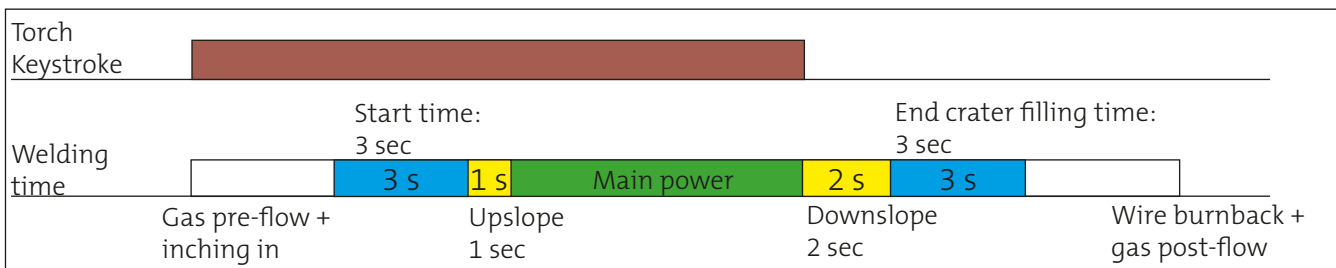 Torch
Keystroke
Start time:
3 sec
End crater filling time:
3 sec
Welding
time
3 s
1 s
Main power
2 s
3 s
Gas pre-flow +
inching in
Upslope
1 sec
Downslope
2 sec
Wire burnback +
gas post-flow